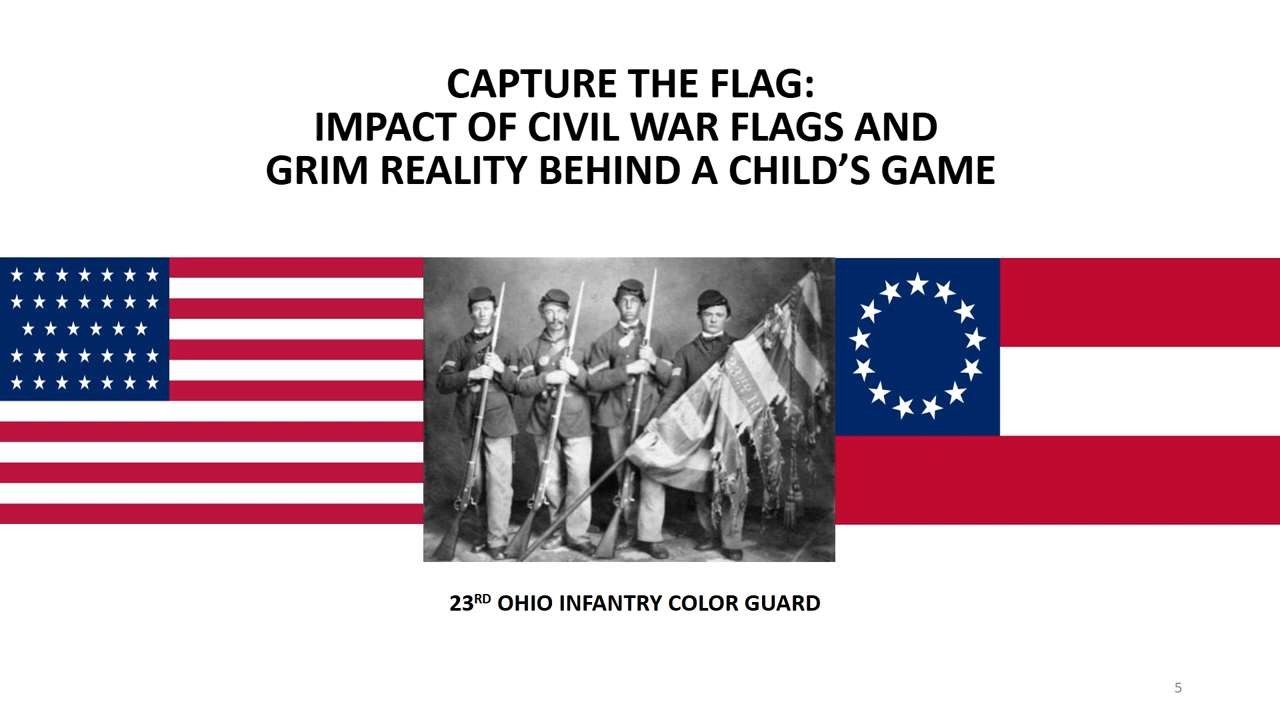 CAPTURE THE FLAG:
IMPACT OF CIVIL WAR FLAGS AND
GRIM REALITY BEHIND A CHILD’S GAME
23RD OHIO INFANTRY COLOR GUARD
5